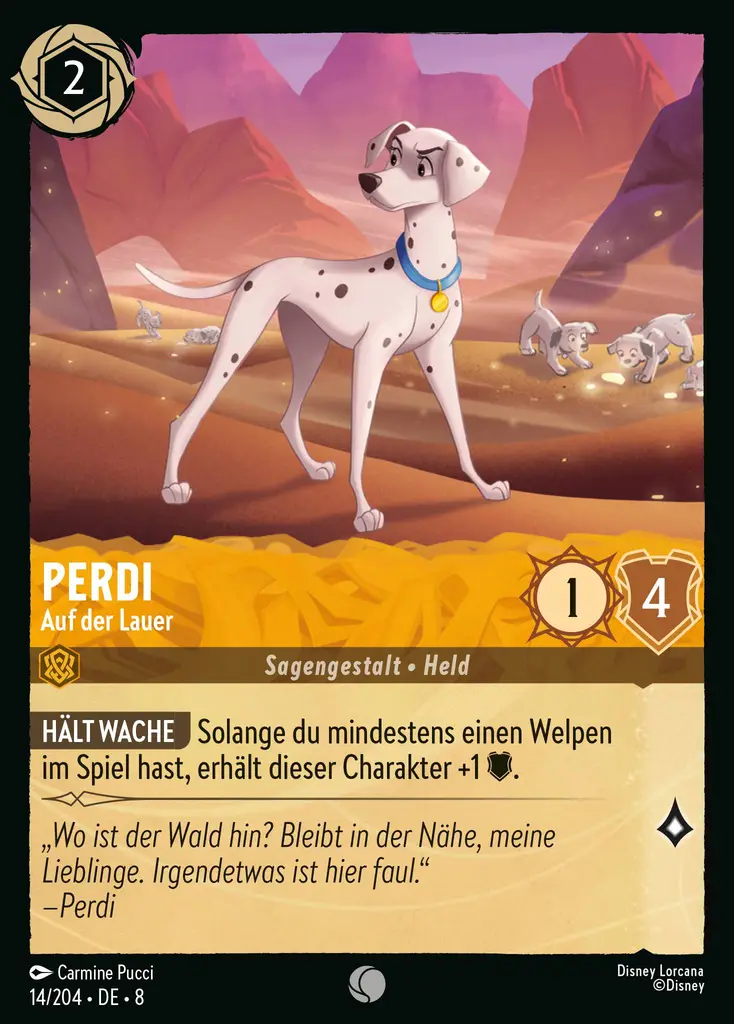 2
PERDI
Auf der Lauer
1
4
Sagengestalt • Held
HÄLT WACHE Solange du mindestens einen Welpen
im Spiel hast, erhält dieser Charakter +1.
„Wo ist der Wald hin? Bleibt in der Nähe, meine
Lieblinge. Irgendetwas ist hier faul.“
–Perdi
Carmine Pucci
14/204 • DE • 8
Disney Lorcana
©Disney